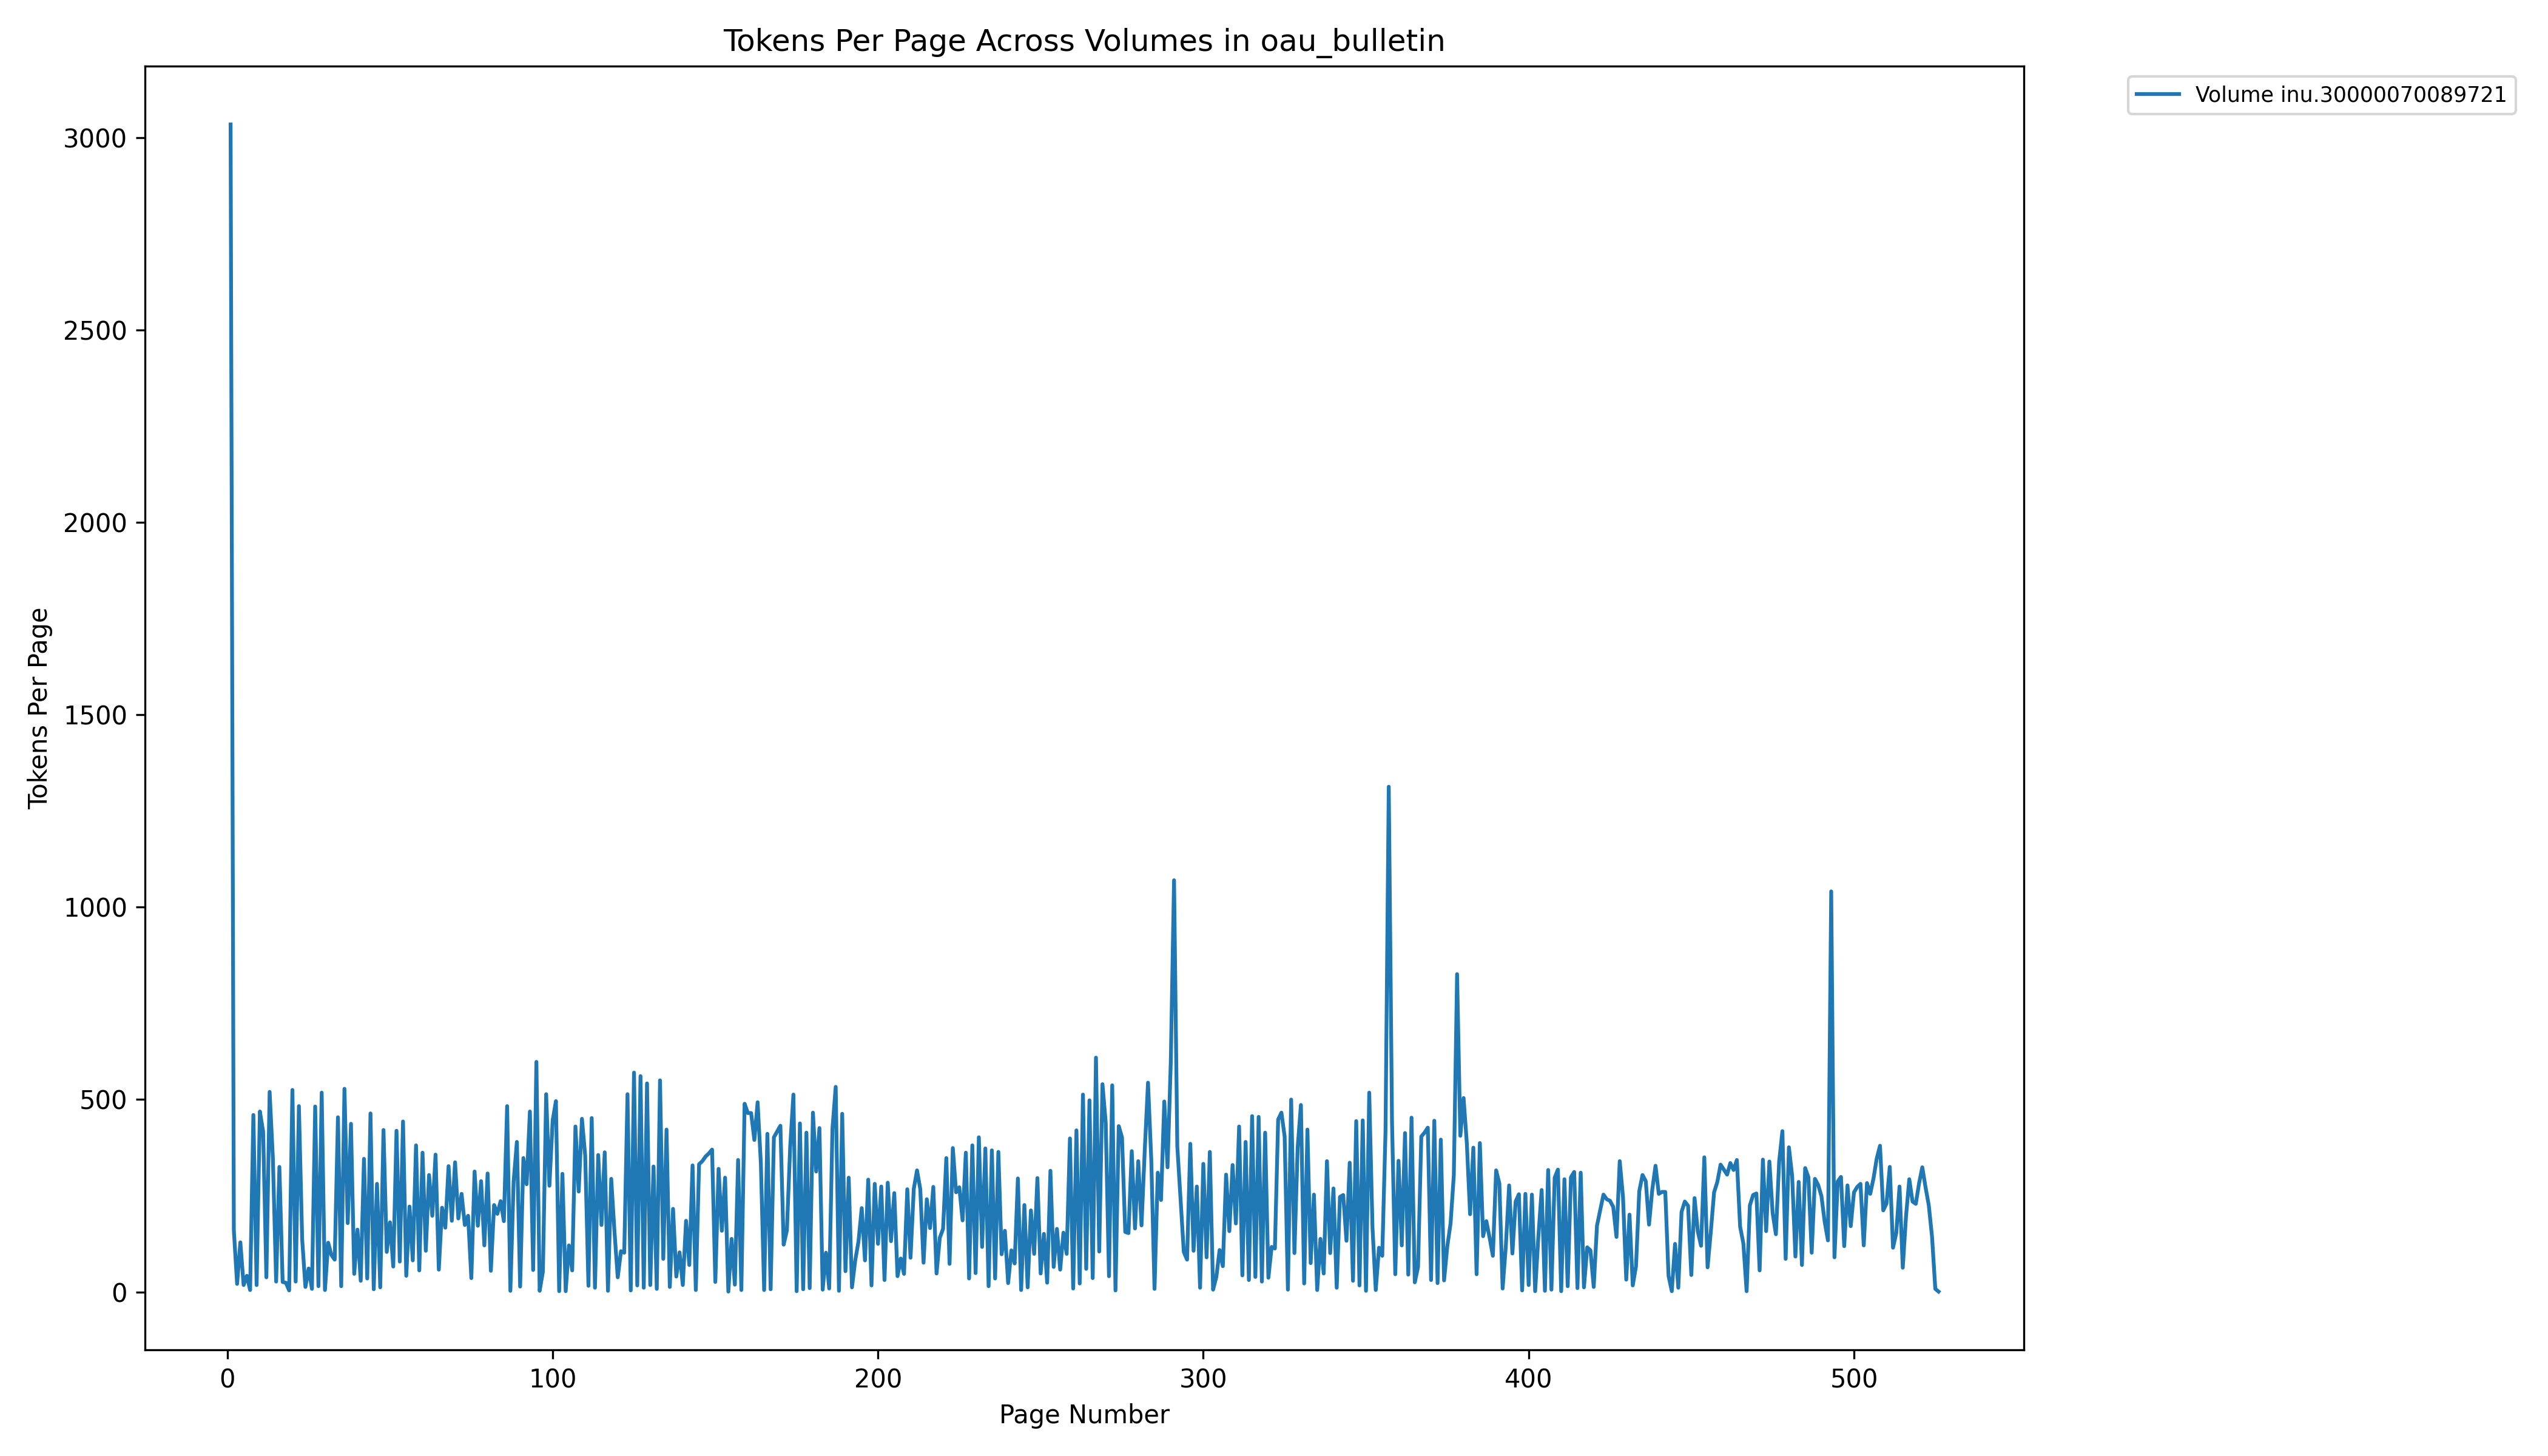 Tokens Per Page Across Volumes in oau_bulletin
Volume inu.30000070089721
Tokens Per Page
3000
2500
2000
1500
1000
500
0
0 100 200 300 400 500
Page Number